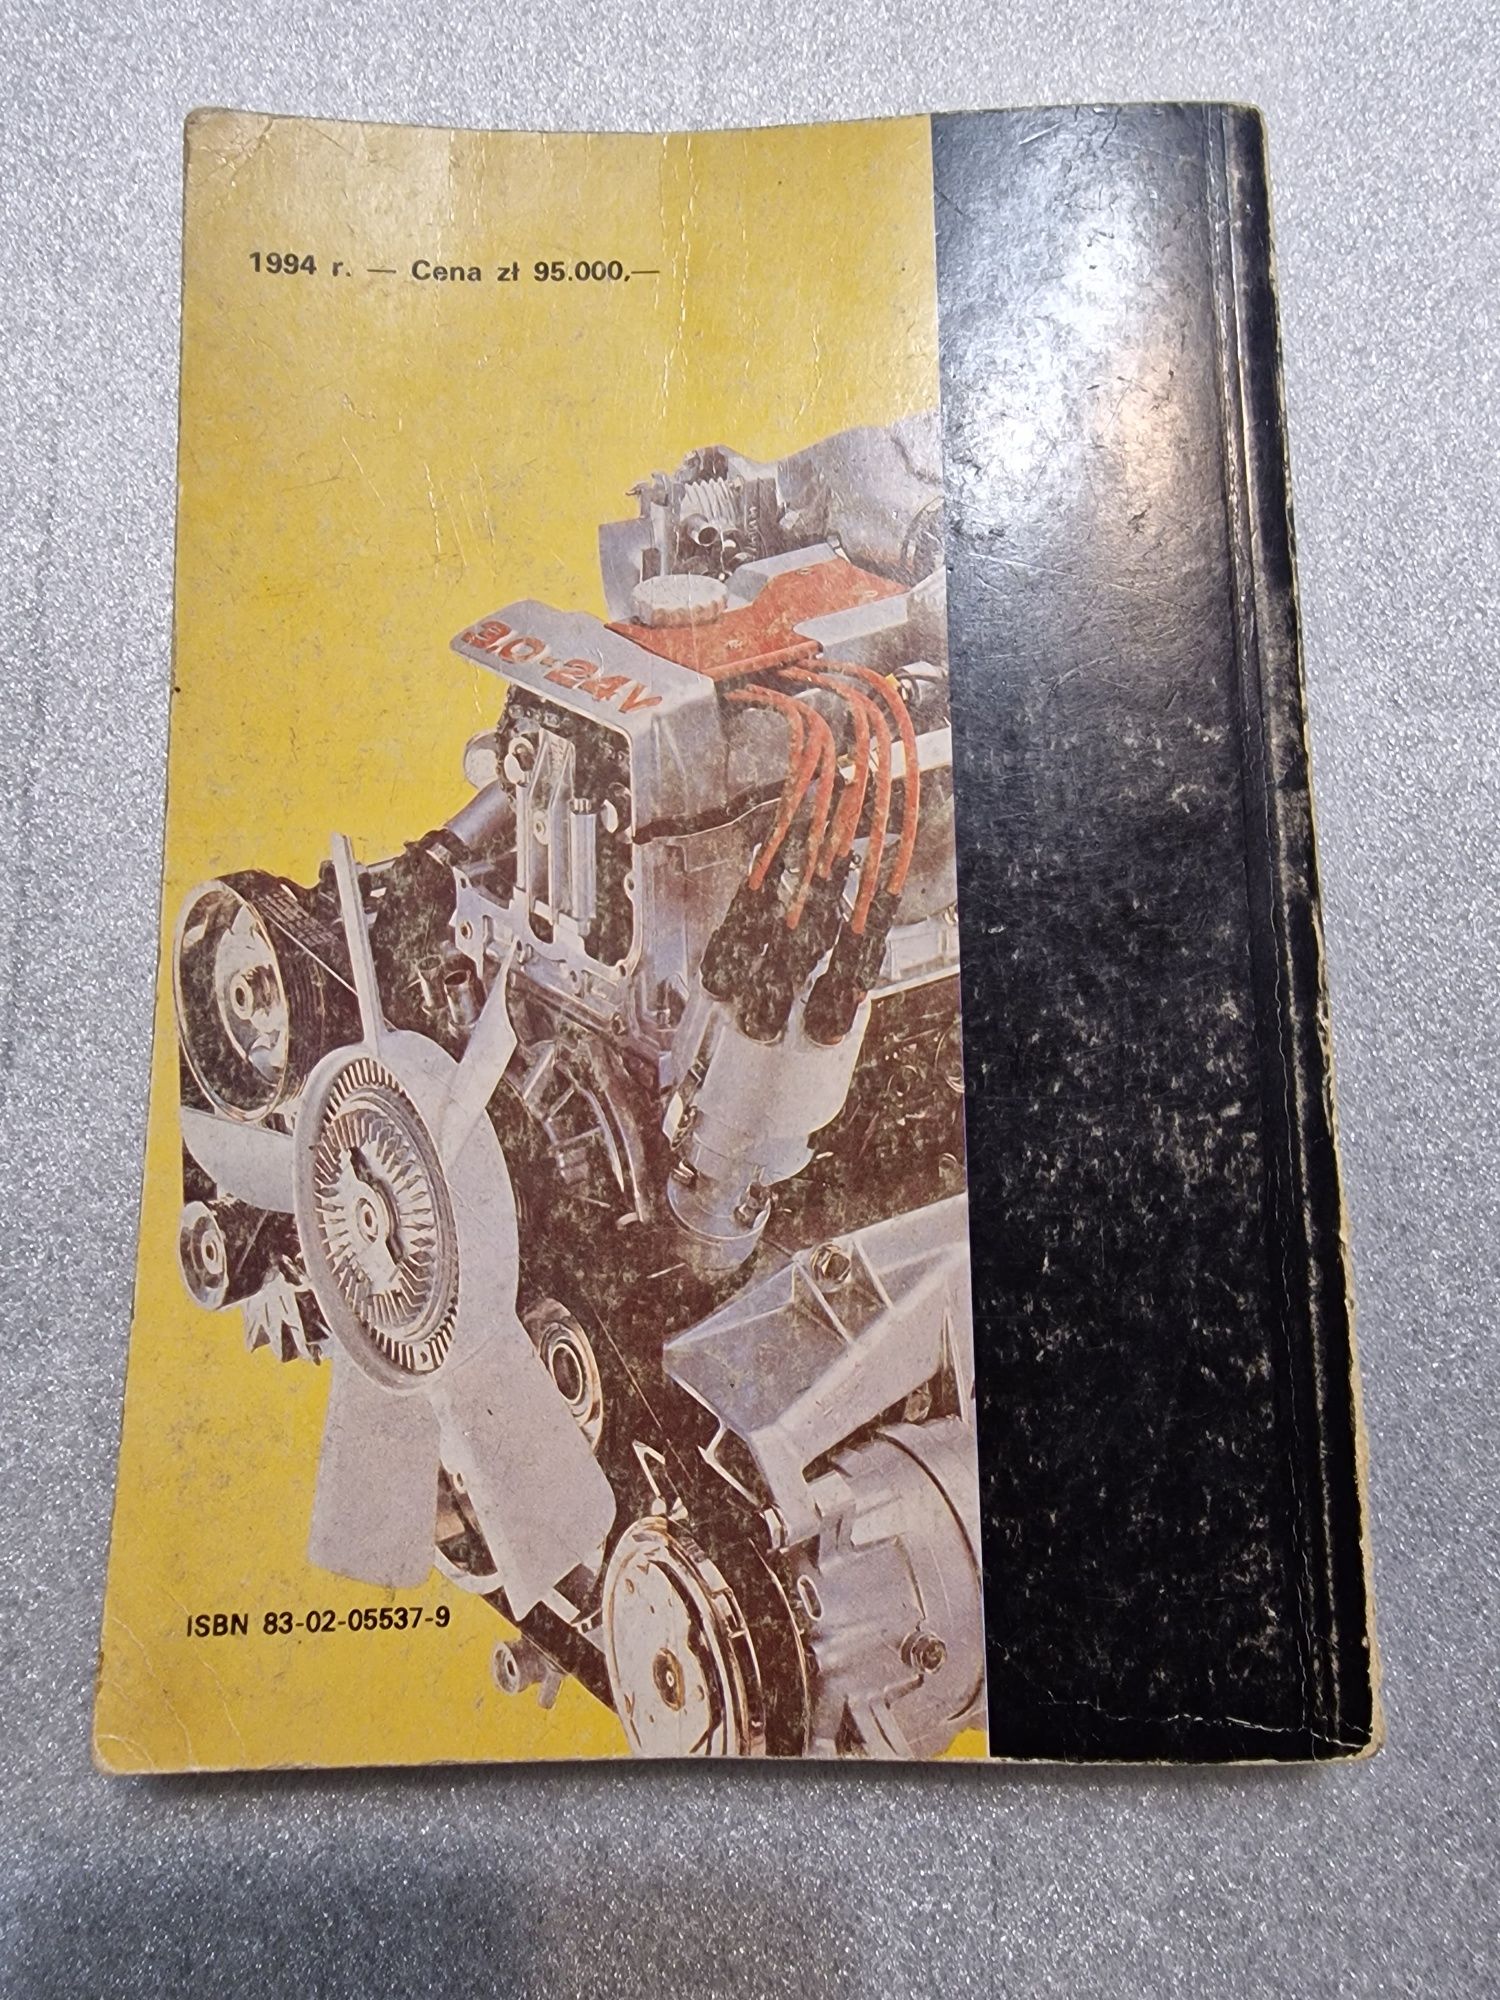 1994 r. — Cena zł 95.000,—
3.0-24V
ISBN 83-02-05537-9